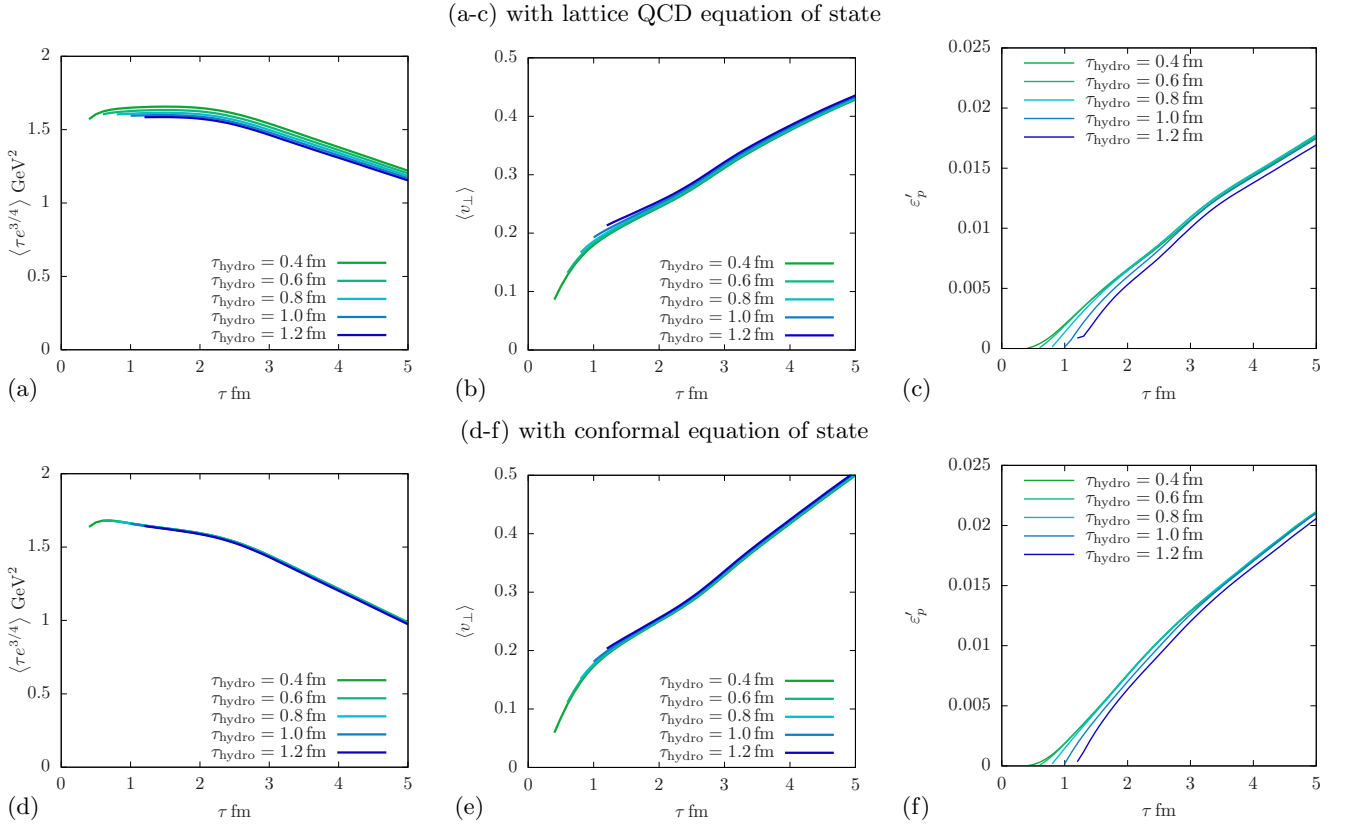 (a-c) with lattice QCD equation of state
2
1.5
1
0.5
0
0 1 2 3 4 5
⟨τe^{3/4}⟩ GeV²
τ fm
τ_hydro = 0.4 fm
τ_hydro = 0.6 fm
τ_hydro = 0.8 fm
τ_hydro = 1.0 fm
τ_hydro = 1.2 fm
(a)
0.5
0.4
0.3
0.2
0.1
0
0 1 2 3 4 5
⟨v_⊥⟩
τ fm
τ_hydro = 0.4 fm
τ_hydro = 0.6 fm
τ_hydro = 0.8 fm
τ_hydro = 1.0 fm
τ_hydro = 1.2 fm
(b)
0.025
0.02
0.015
0.01
0.005
0
0 1 2 3 4 5
ε′_p
τ fm
τ_hydro = 0.4 fm
τ_hydro = 0.6 fm
τ_hydro = 0.8 fm
τ_hydro = 1.0 fm
τ_hydro = 1.2 fm
(c)
(d-f) with conformal equation of state
2
1.5
1
0.5
0
0 1 2 3 4 5
⟨τe^{3/4}⟩ GeV²
τ fm
τ_hydro = 0.4 fm
τ_hydro = 0.6 fm
τ_hydro = 0.8 fm
τ_hydro = 1.0 fm
τ_hydro = 1.2 fm
(d)
0.5
0.4
0.3
0.2
0.1
0
0 1 2 3 4 5
⟨v_⊥⟩
τ fm
τ_hydro = 0.4 fm
τ_hydro = 0.6 fm
τ_hydro = 0.8 fm
τ_hydro = 1.0 fm
τ_hydro = 1.2 fm
(e)
0.025
0.02
0.015
0.01
0.005
0
0 1 2 3 4 5
ε′_p
τ fm
τ_hydro = 0.4 fm
τ_hydro = 0.6 fm
τ_hydro = 0.8 fm
τ_hydro = 1.0 fm
τ_hydro = 1.2 fm
(f)